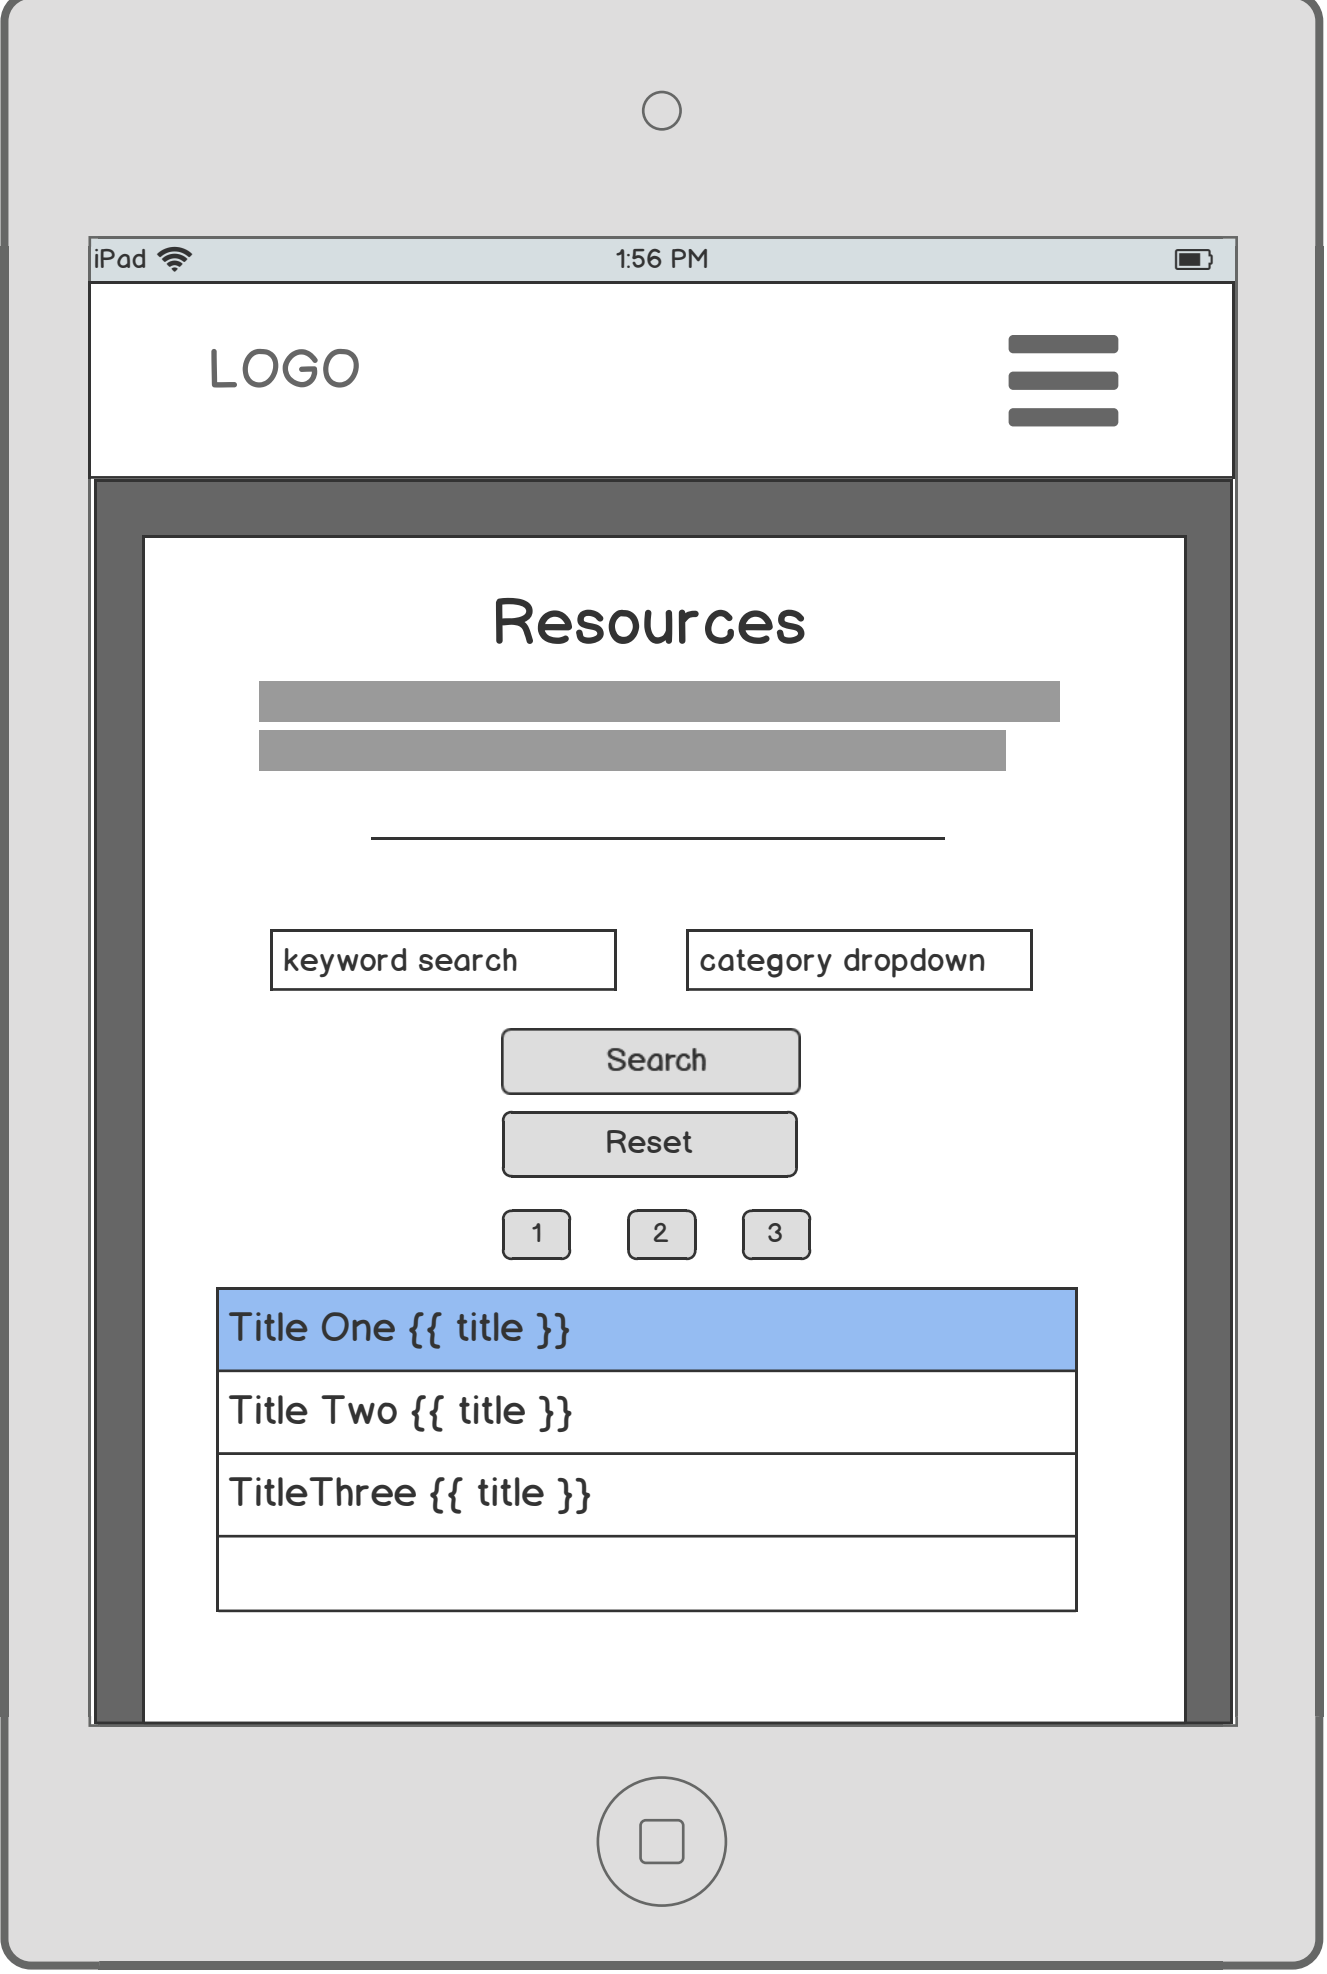 iPad 1:56 PM
LOGO
Resources
keyword search category dropdown
Search
Reset
1 2 3
Title One {{ title }}
Title Two {{ title }}
TitleThree {{ title }}